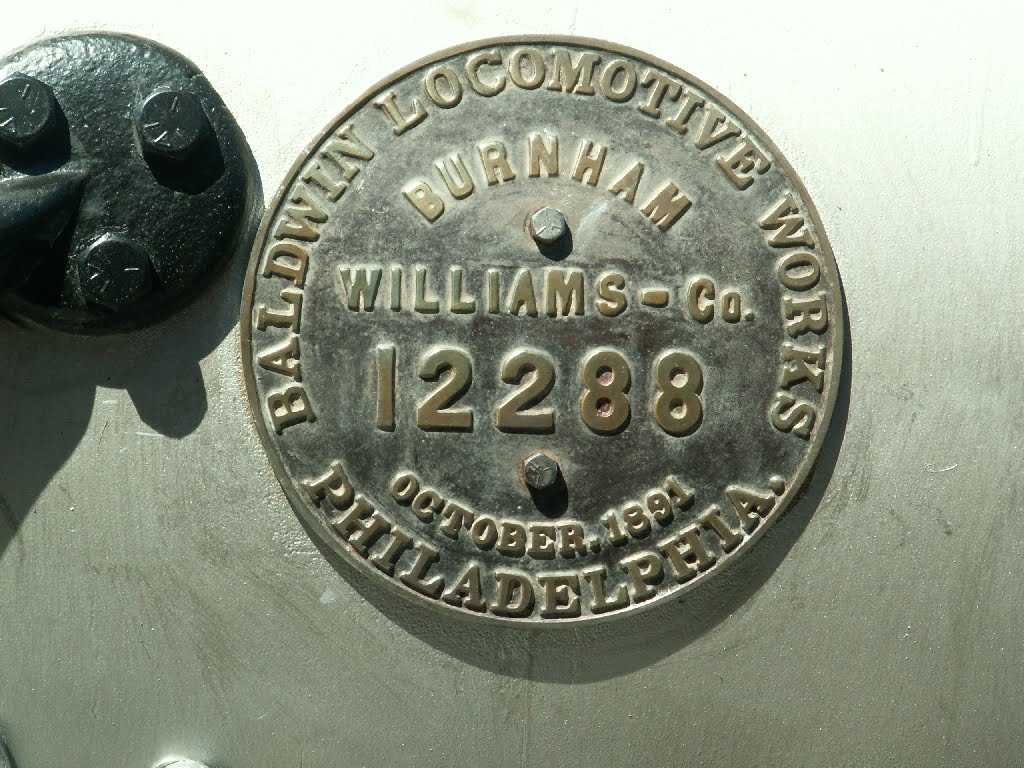 BALDWIN LOCOMOTIVE WORKS
BURNHAM
WILLIAMS - Co.
12288
OCTOBER. 1891
PHILADELPHIA.